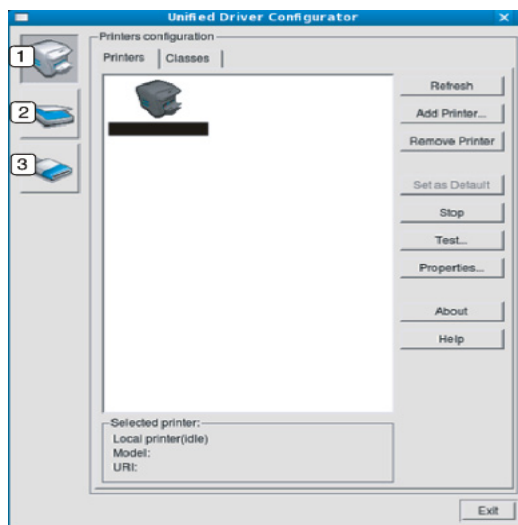 Unified Driver Configurator
Printers configuration
1
2
3
Printers
Classes
Refresh
Add Printer...
Remove Printer
Set as Default
Stop
Test...
Properties...
About
Help
Selected printer:
Local printer(idle)
Model:
URI:
Exit